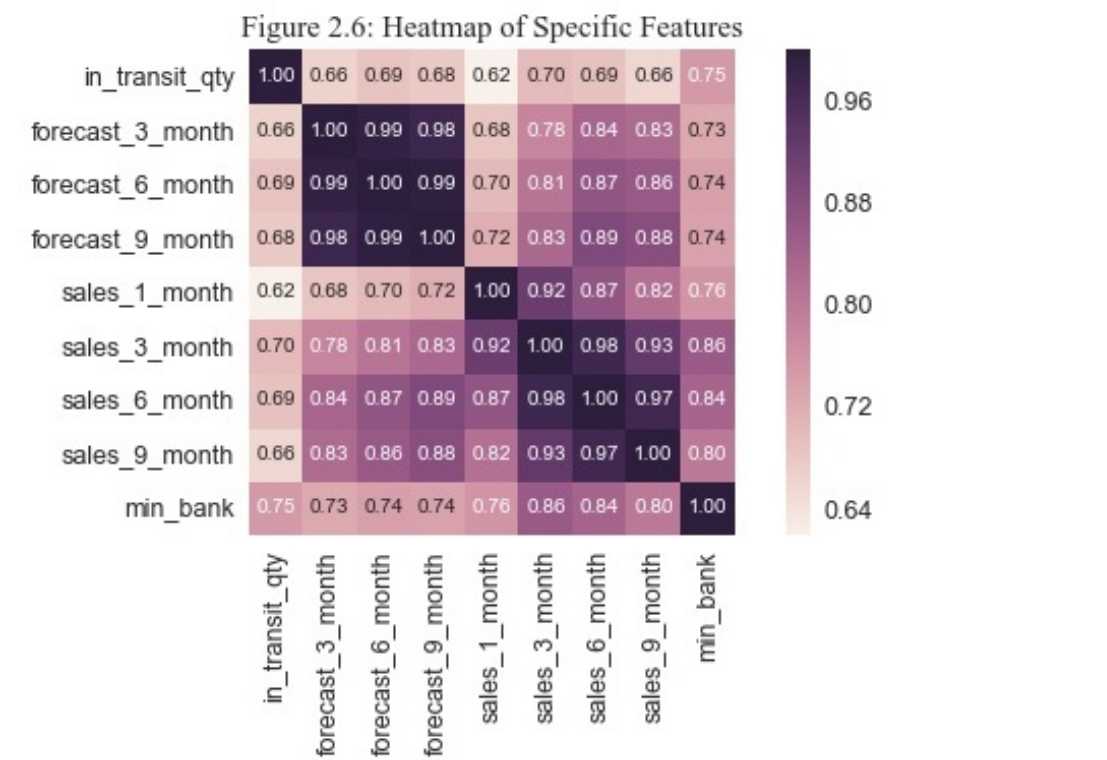 Figure 2.6: Heatmap of Specific Features
in_transit_qty 1.00 0.66 0.69 0.68 0.62 0.70 0.69 0.66 0.75
forecast_3_month 0.66 1.00 0.99 0.98 0.68 0.78 0.84 0.83 0.73
forecast_6_month 0.69 0.99 1.00 0.99 0.70 0.81 0.87 0.86 0.74
forecast_9_month 0.68 0.98 0.99 1.00 0.72 0.83 0.89 0.88 0.74
sales_1_month 0.62 0.68 0.70 0.72 1.00 0.92 0.87 0.82 0.76
sales_3_month 0.70 0.78 0.81 0.83 0.92 1.00 0.98 0.93 0.86
sales_6_month 0.69 0.84 0.87 0.89 0.87 0.98 1.00 0.97 0.84
sales_9_month 0.66 0.83 0.86 0.88 0.82 0.93 0.97 1.00 0.80
min_bank 0.75 0.73 0.74 0.74 0.76 0.86 0.84 0.80 1.00
in_transit_qty
forecast_3_month
forecast_6_month
forecast_9_month
sales_1_month
sales_3_month
sales_6_month
sales_9_month
min_bank
0.96
0.88
0.80
0.72
0.64